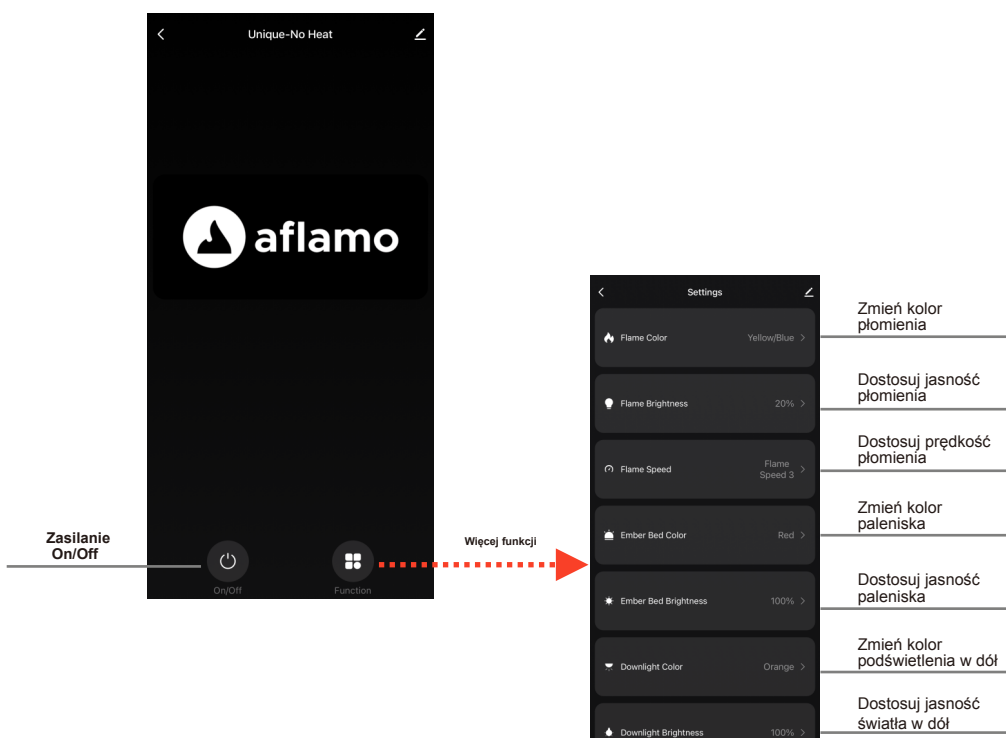 Unique-No Heat
aflamo
Zasilanie
On/Off
On/Off
Function
Więcej funkcji
Settings
Flame Color
Yellow/Blue
Zmień kolor
płomienia
Flame Brightness
20%
Dostosuj jasność
płomienia
Flame Speed
Flame
Speed 3
Dostosuj prędkość
płomienia
Ember Bed Color
Red
Zmień kolor
paleniska
Ember Bed Brightness
100%
Dostosuj jasność
paleniska
Downlight Color
Orange
Zmień kolor
podświetlenia w dół
Downlight Brightness
100%
Dostosuj jasność
światła w dół